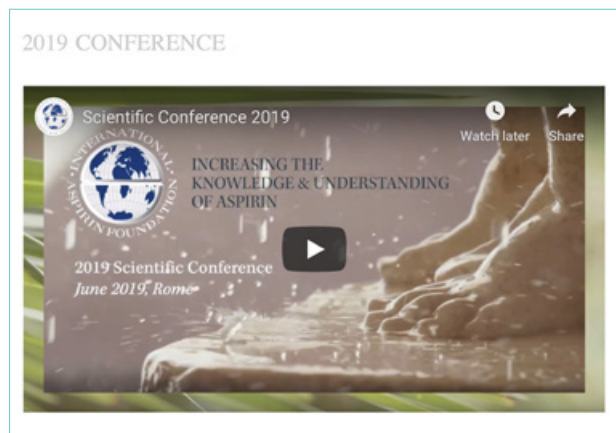 2019 CONFERENCE
Scientific Conference 2019
Watch later
Share
INTERNATIONAL
ASPIRIN FOUNDATION
INCREASING THE
KNOWLEDGE & UNDERSTANDING
OF ASPIRIN
2019 Scientific Conference
June 2019, Rome